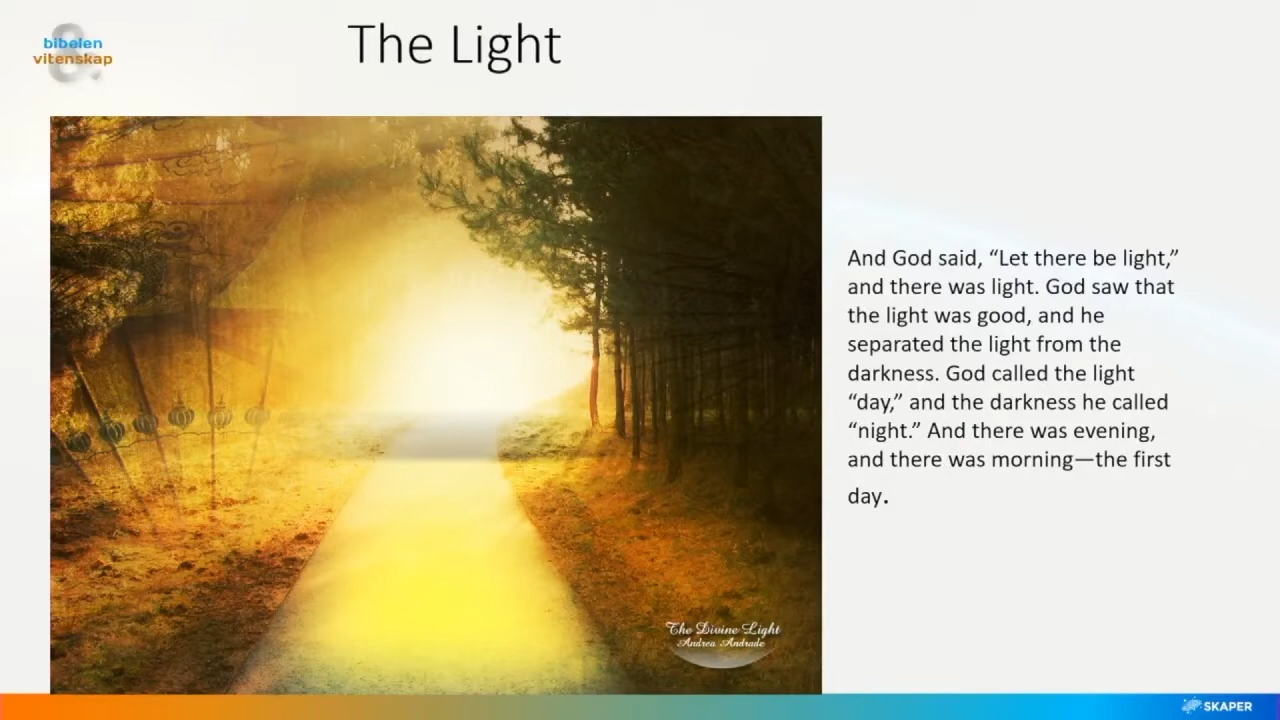 bibelen
vitenskap
&
The Light
And God said, “Let there be light,”
and there was light. God saw that
the light was good, and he
separated the light from the
darkness. God called the light
“day,” and the darkness he called
“night.” And there was evening,
and there was morning—the first
day.
The Divine Light
Andrea Andrade
SKAPER